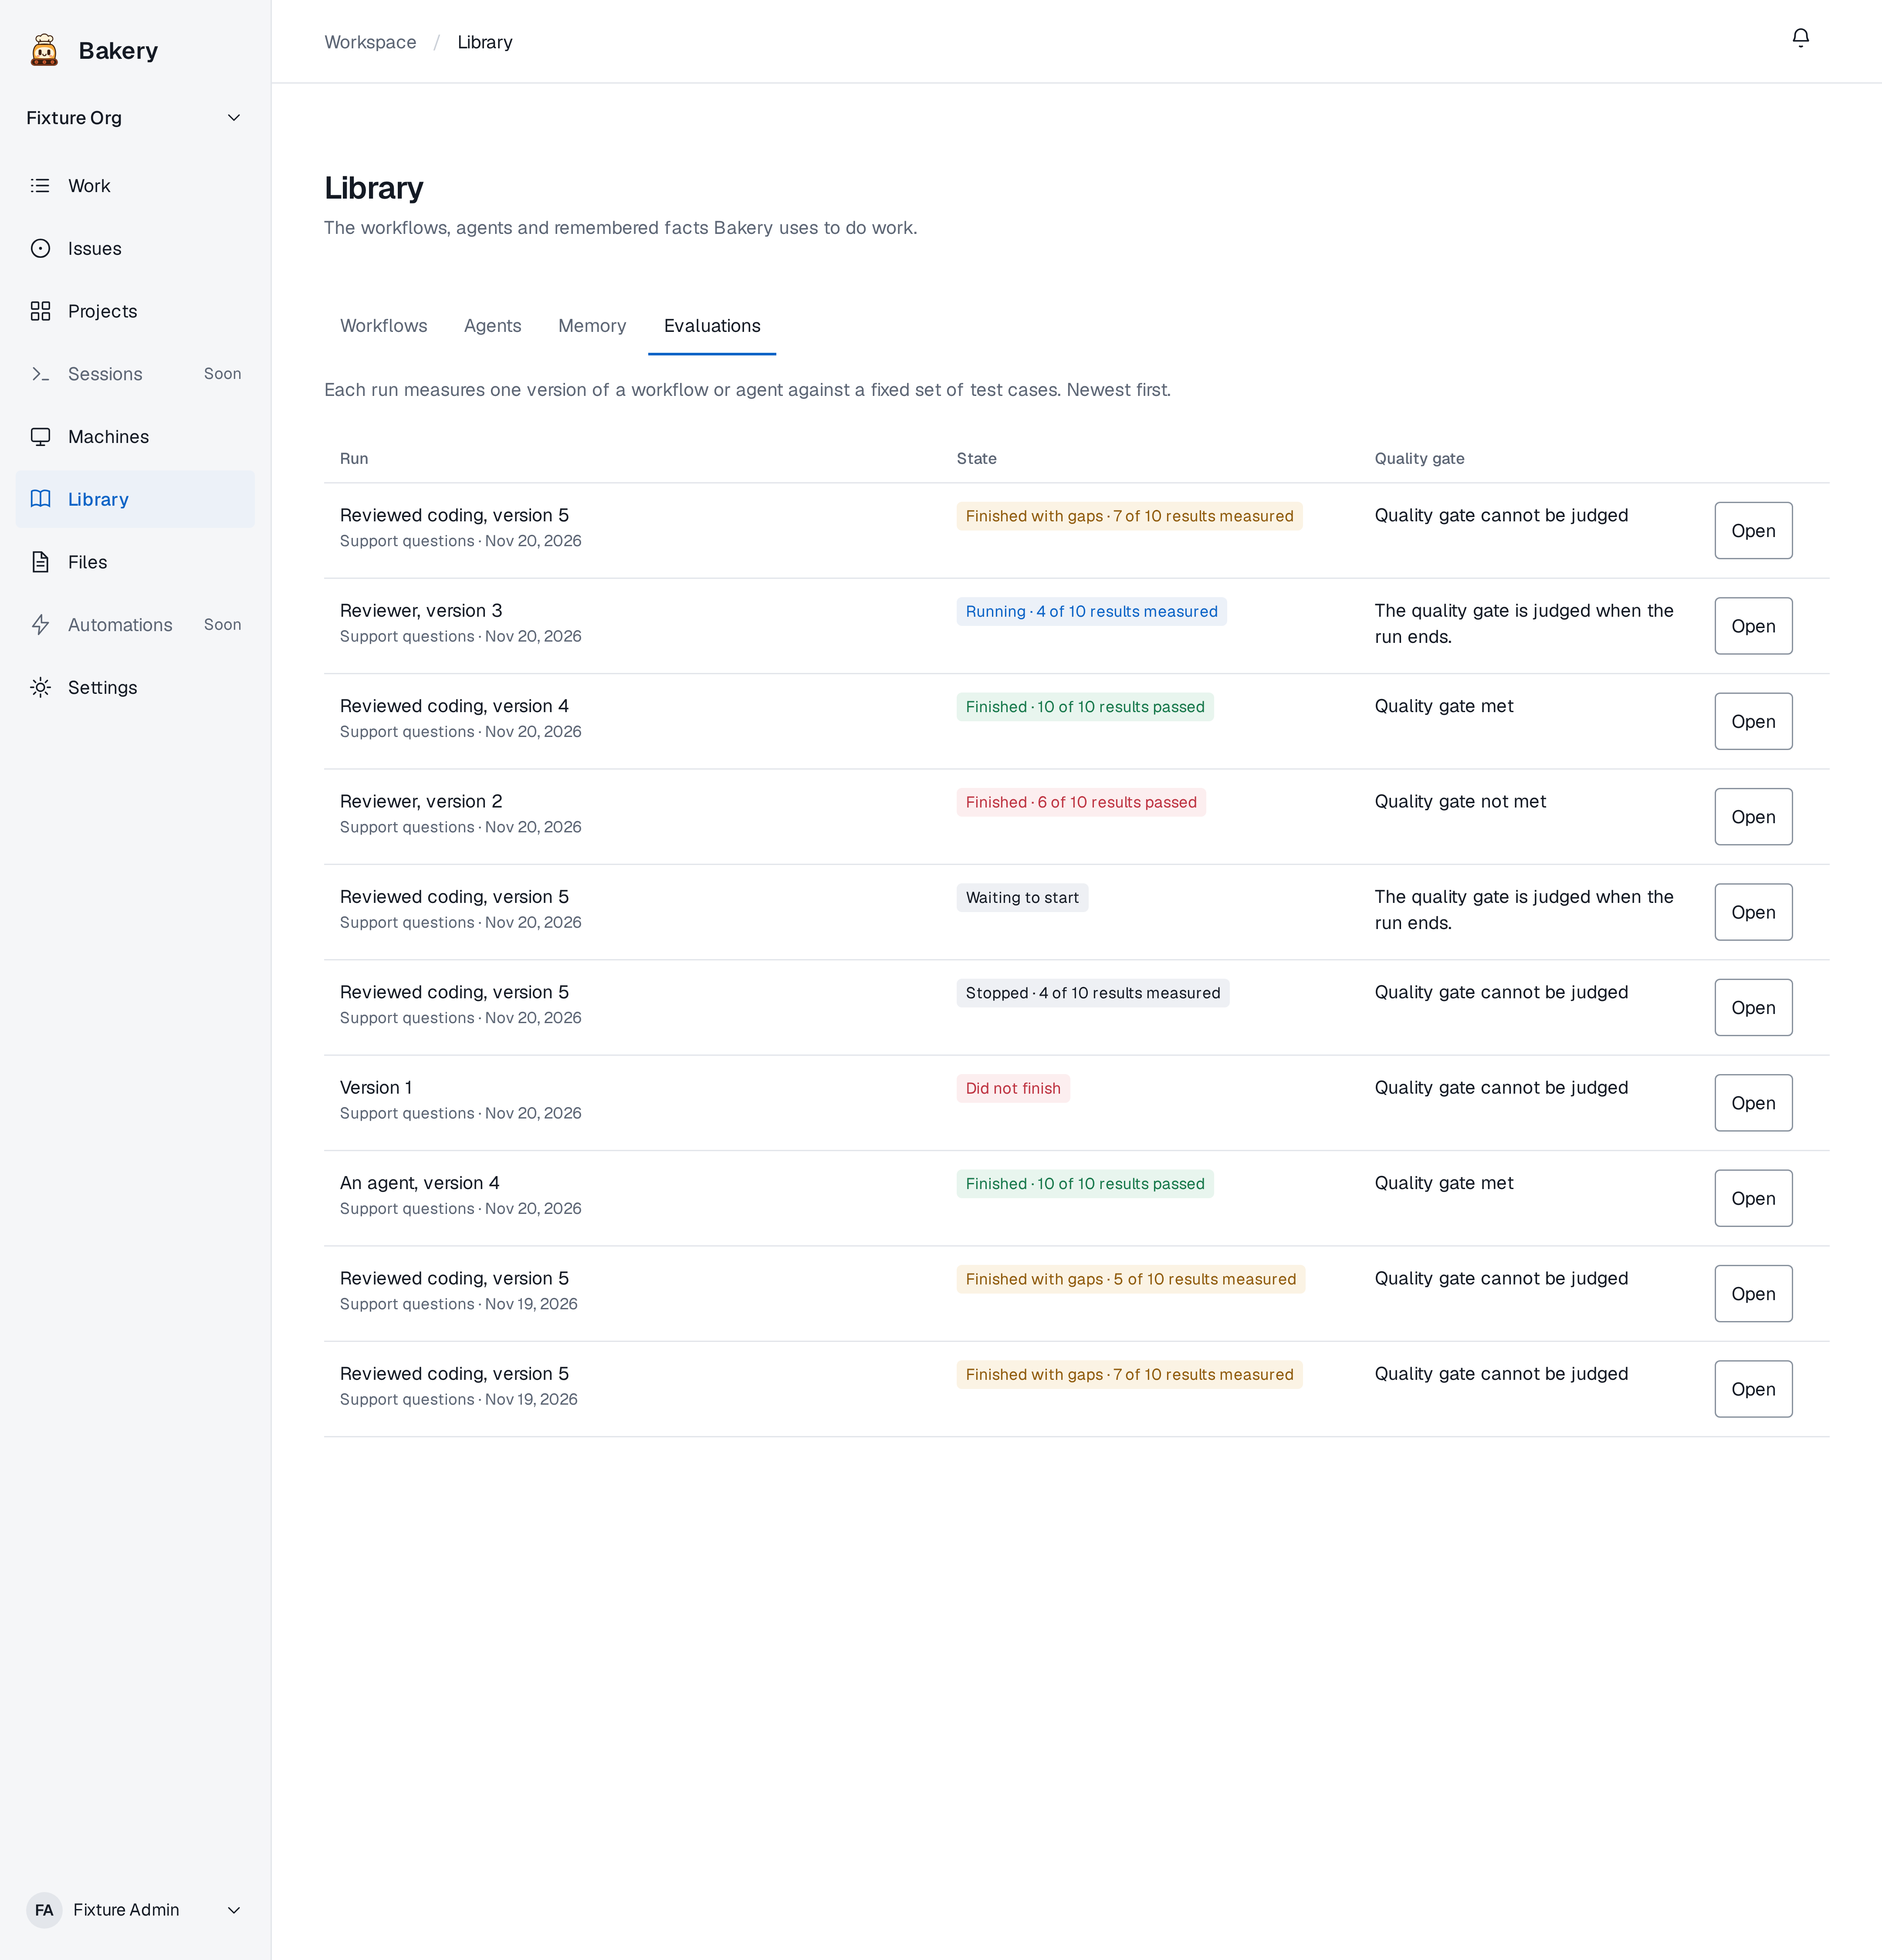 Bakery
Fixture Org
Work
Issues
Projects
Sessions Soon
Machines
Library
Files
Automations Soon
Settings
FA Fixture Admin
Workspace / Library
Library
The workflows, agents and remembered facts Bakery uses to do work.
Workflows Agents Memory Evaluations
Each run measures one version of a workflow or agent against a fixed set of test cases. Newest first.
Run State Quality gate
Reviewed coding, version 5
Support questions · Nov 20, 2026
Finished with gaps · 7 of 10 results measured
Quality gate cannot be judged
Open
Reviewer, version 3
Support questions · Nov 20, 2026
Running · 4 of 10 results measured
The quality gate is judged when the
run ends.
Open
Reviewed coding, version 4
Support questions · Nov 20, 2026
Finished · 10 of 10 results passed
Quality gate met
Open
Reviewer, version 2
Support questions · Nov 20, 2026
Finished · 6 of 10 results passed
Quality gate not met
Open
Reviewed coding, version 5
Support questions · Nov 20, 2026
Waiting to start
The quality gate is judged when the
run ends.
Open
Reviewed coding, version 5
Support questions · Nov 20, 2026
Stopped · 4 of 10 results measured
Quality gate cannot be judged
Open
Version 1
Support questions · Nov 20, 2026
Did not finish
Quality gate cannot be judged
Open
An agent, version 4
Support questions · Nov 20, 2026
Finished · 10 of 10 results passed
Quality gate met
Open
Reviewed coding, version 5
Support questions · Nov 19, 2026
Finished with gaps · 5 of 10 results measured
Quality gate cannot be judged
Open
Reviewed coding, version 5
Support questions · Nov 19, 2026
Finished with gaps · 7 of 10 results measured
Quality gate cannot be judged
Open